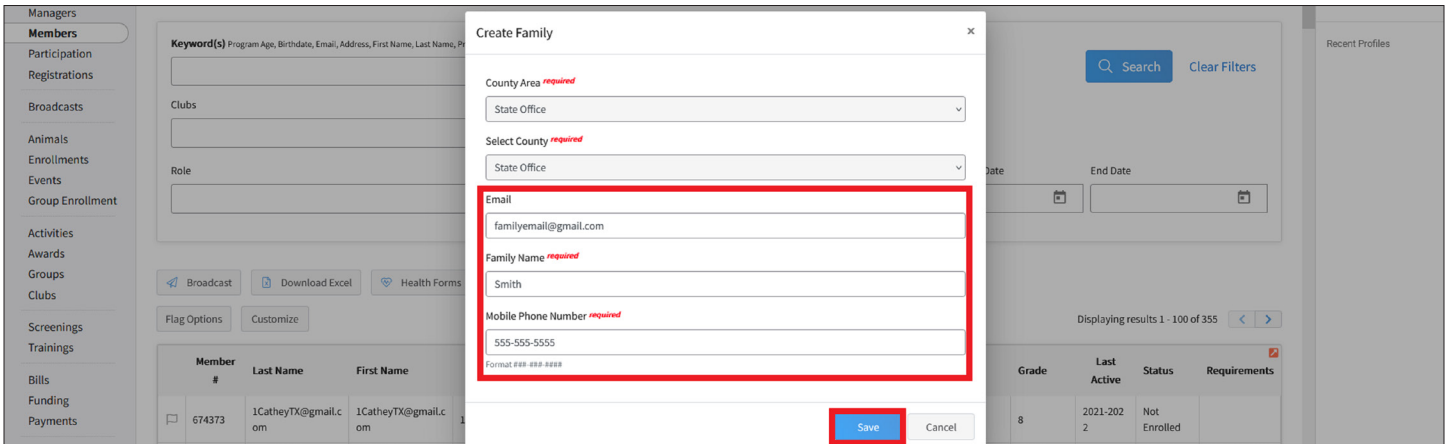 Managers
Members
Participation
Registrations
Broadcasts
Animals
Enrollments
Events
Group Enrollment
Activities
Awards
Groups
Clubs
Screenings
Trainings
Bills
Funding
Payments
Keyword(s) Program Age, Birthdate, Email, Address, First Name, Last Name,
Clubs
Role
Search
Clear Filters
End Date
Broadcast
Download Excel
Health Forms
Flag Options
Customize
Displaying results 1 - 100 of 355
Member #
Last Name
First Name
Grade
Last Active
Status
Requirements
674373
1CatheyTX@gmail.c
om
1CatheyTX@gmail.c
om
8
2021-202
2
Not
Enrolled
Create Family
×
County Area required
State Office
Select County required
State Office
Email
familyemail@gmail.com
Family Name required
Smith
Mobile Phone Number required
555-555-5555
Format ###-###-####
Save
Cancel
Recent Profiles